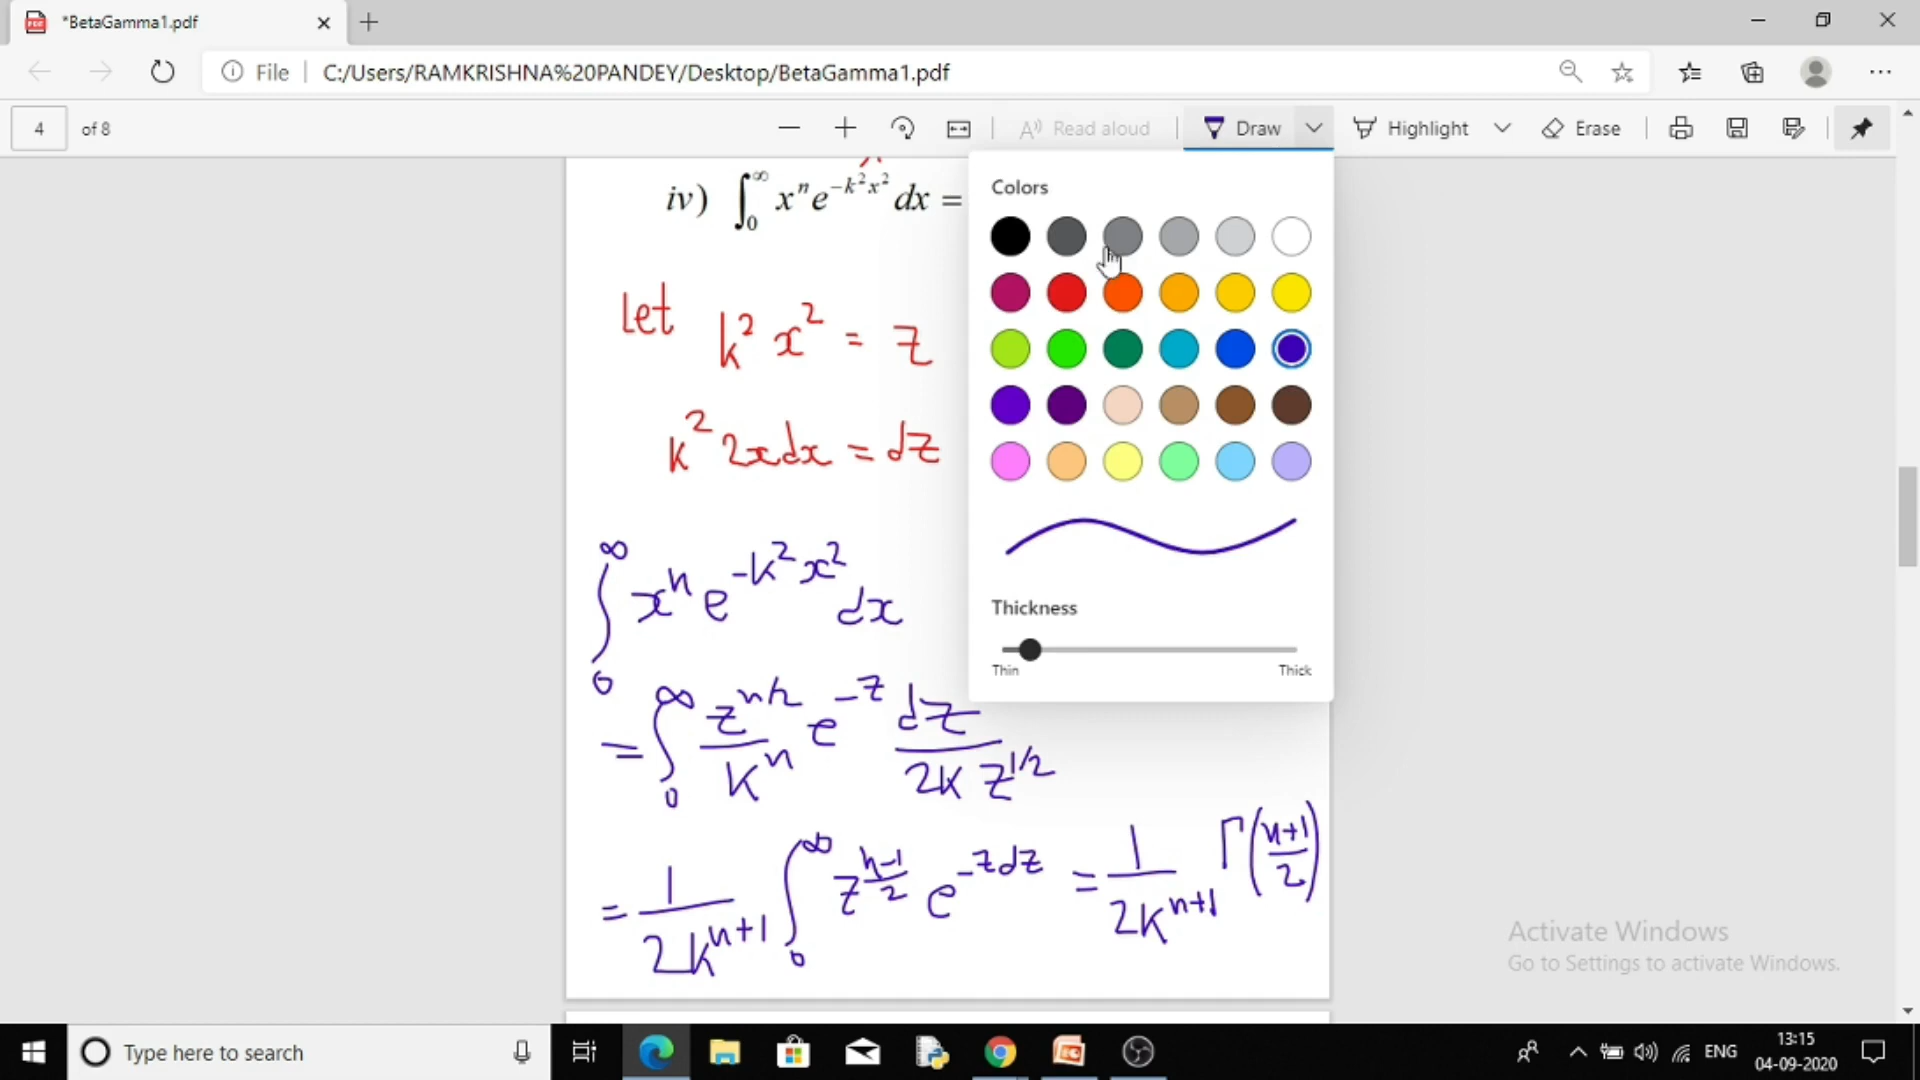 *BetaGamma1.pdf
File C:/Users/RAMKRISHNA%20PANDEY/Desktop/BetaGamma1.pdf
4 of 8 Read aloud Draw Highlight Erase
iv) ∫₀^∞ xⁿe^{-k²x²} dx =
Colors
let k² x² = z
k² 2xdx = dz
∫₀^∞ xⁿ e^{-k²x²} dx
Thickness
Thin Thick
= ∫₀^∞ z^{n/2}/kⁿ e^{-z} dz/(2k z^{1/2})
= 1/(2k^{n+1}) ∫₀^∞ z^{(n-1)/2} e^{-z} dz = 1/(2k^{n+1}) Γ((n+1)/2)
Activate Windows
Go to Settings to activate Windows.
Type here to search
ENG
13:15
04-09-2020